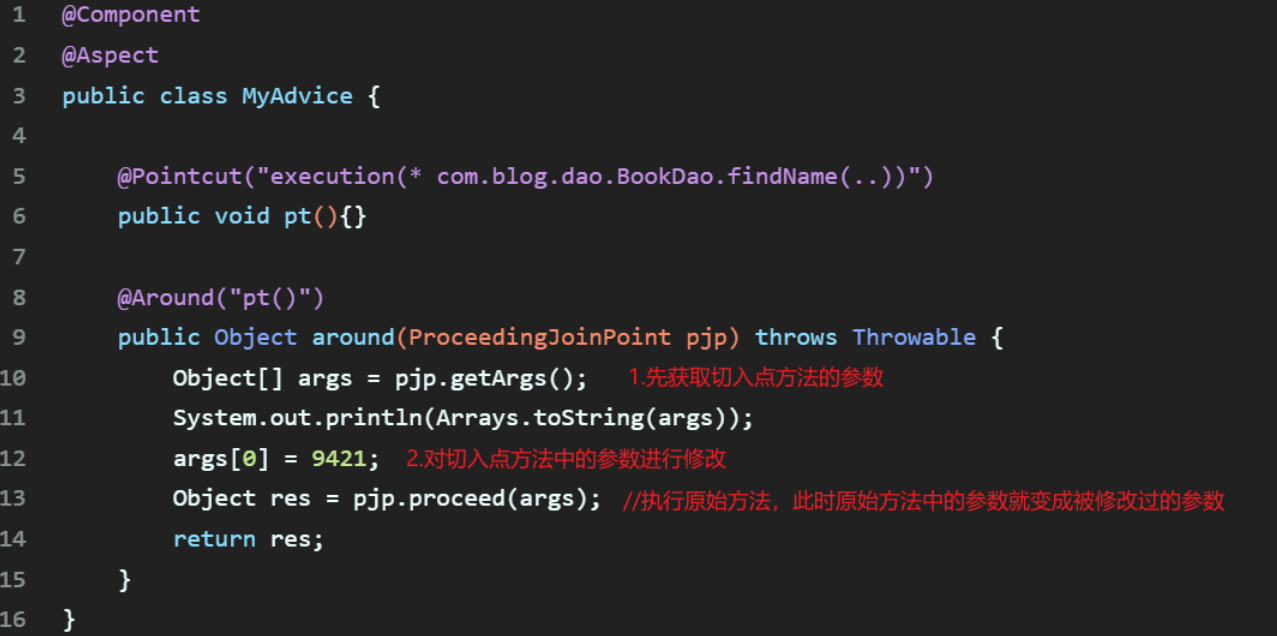 1 @Component
2 @Aspect
3 public class MyAdvice {
4
5 @Pointcut("execution(* com.blog.dao.BookDao.findName(..))")
6 public void pt(){}
7
8 @Around("pt()")
9 public Object around(ProceedingJoinPoint pjp) throws Throwable {
10 Object[] args = pjp.getArgs(); 1.先获取切入点方法的参数
11 System.out.println(Arrays.toString(args));
12 args[0] = 9421; 2.对切入点方法中的参数进行修改
13 Object res = pjp.proceed(args); //执行原始方法，此时原始方法中的参数就变成被修改过的参数
14 return res;
15 }
16 }